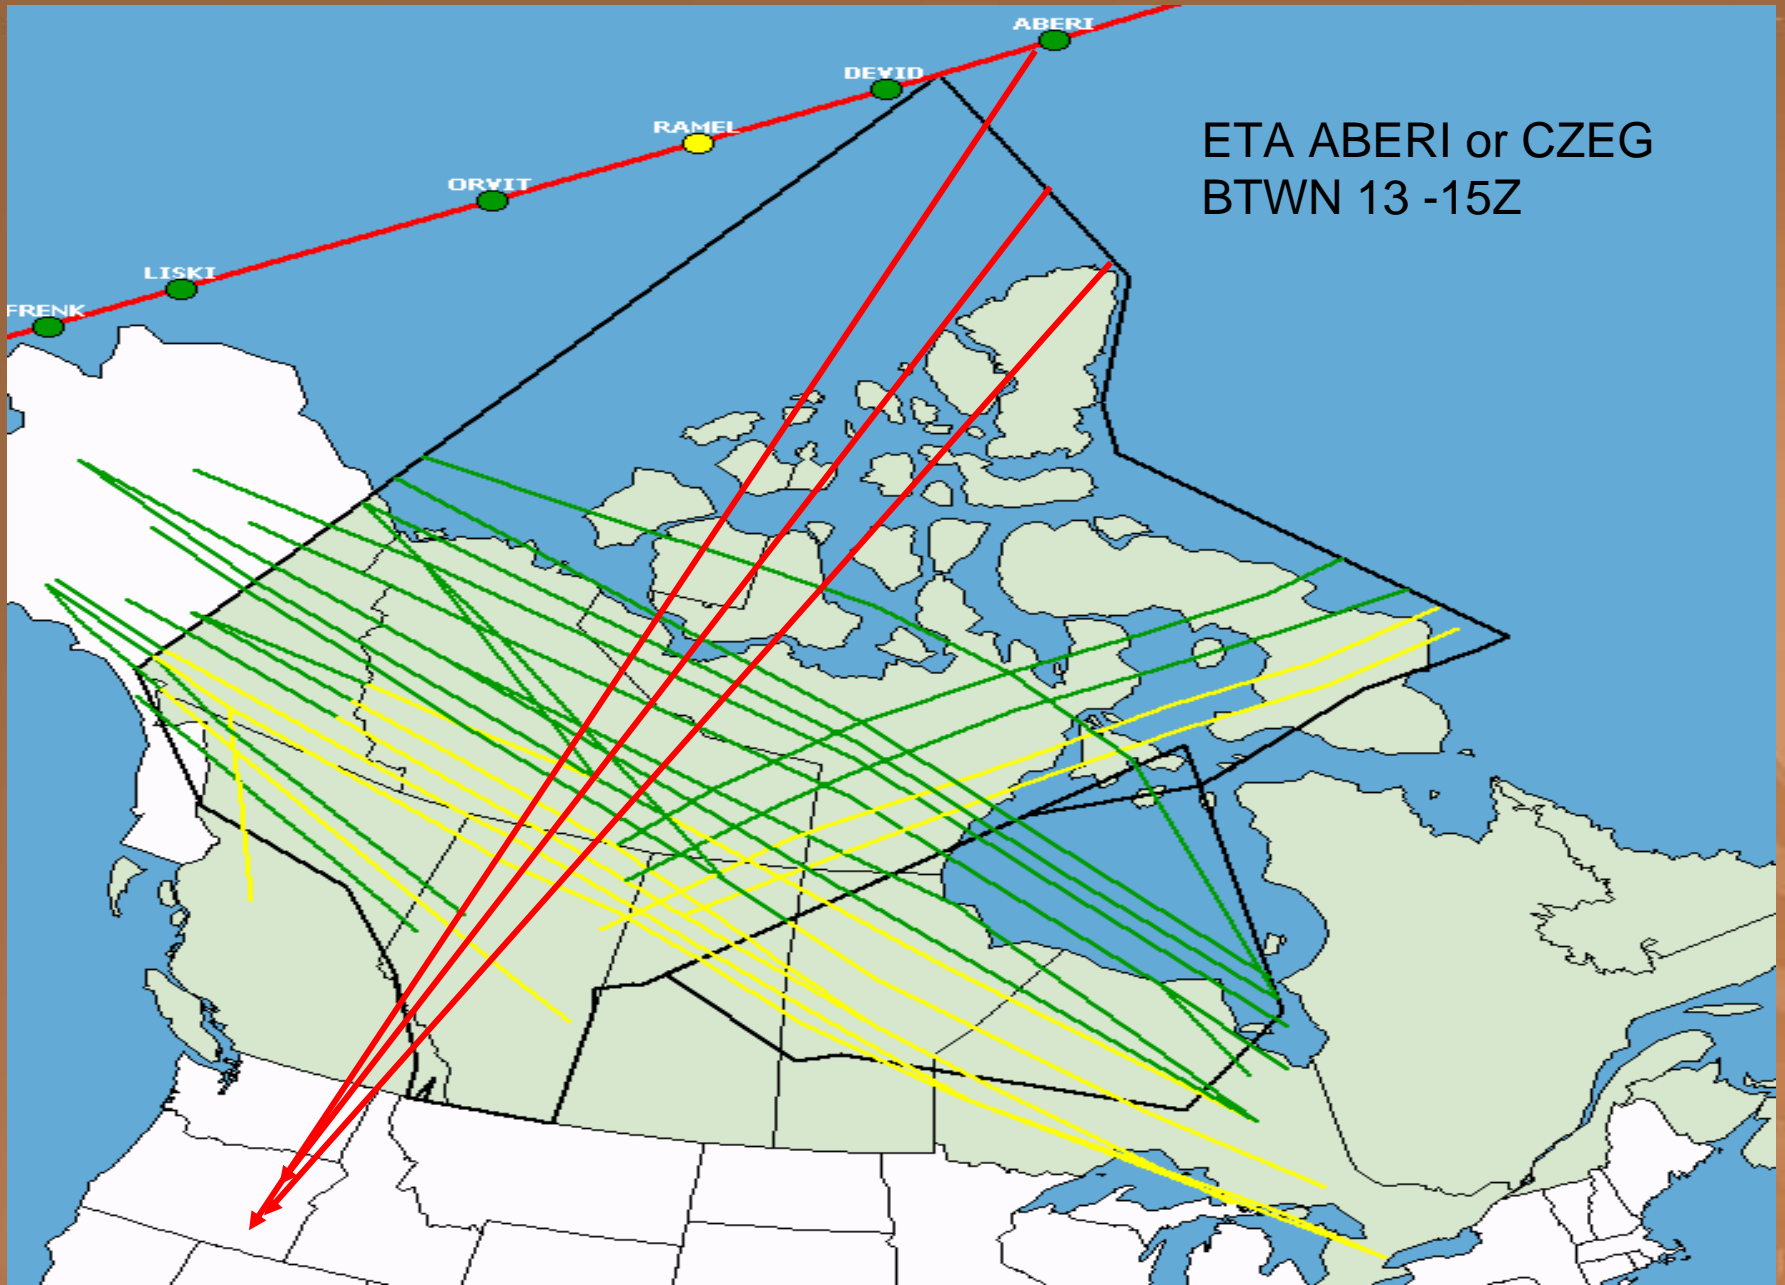 ABERI
DEVID
RAMEL
ORVIT
LISKI
FRENK
ETA ABERI or CZEG
BTWN 13 -15Z